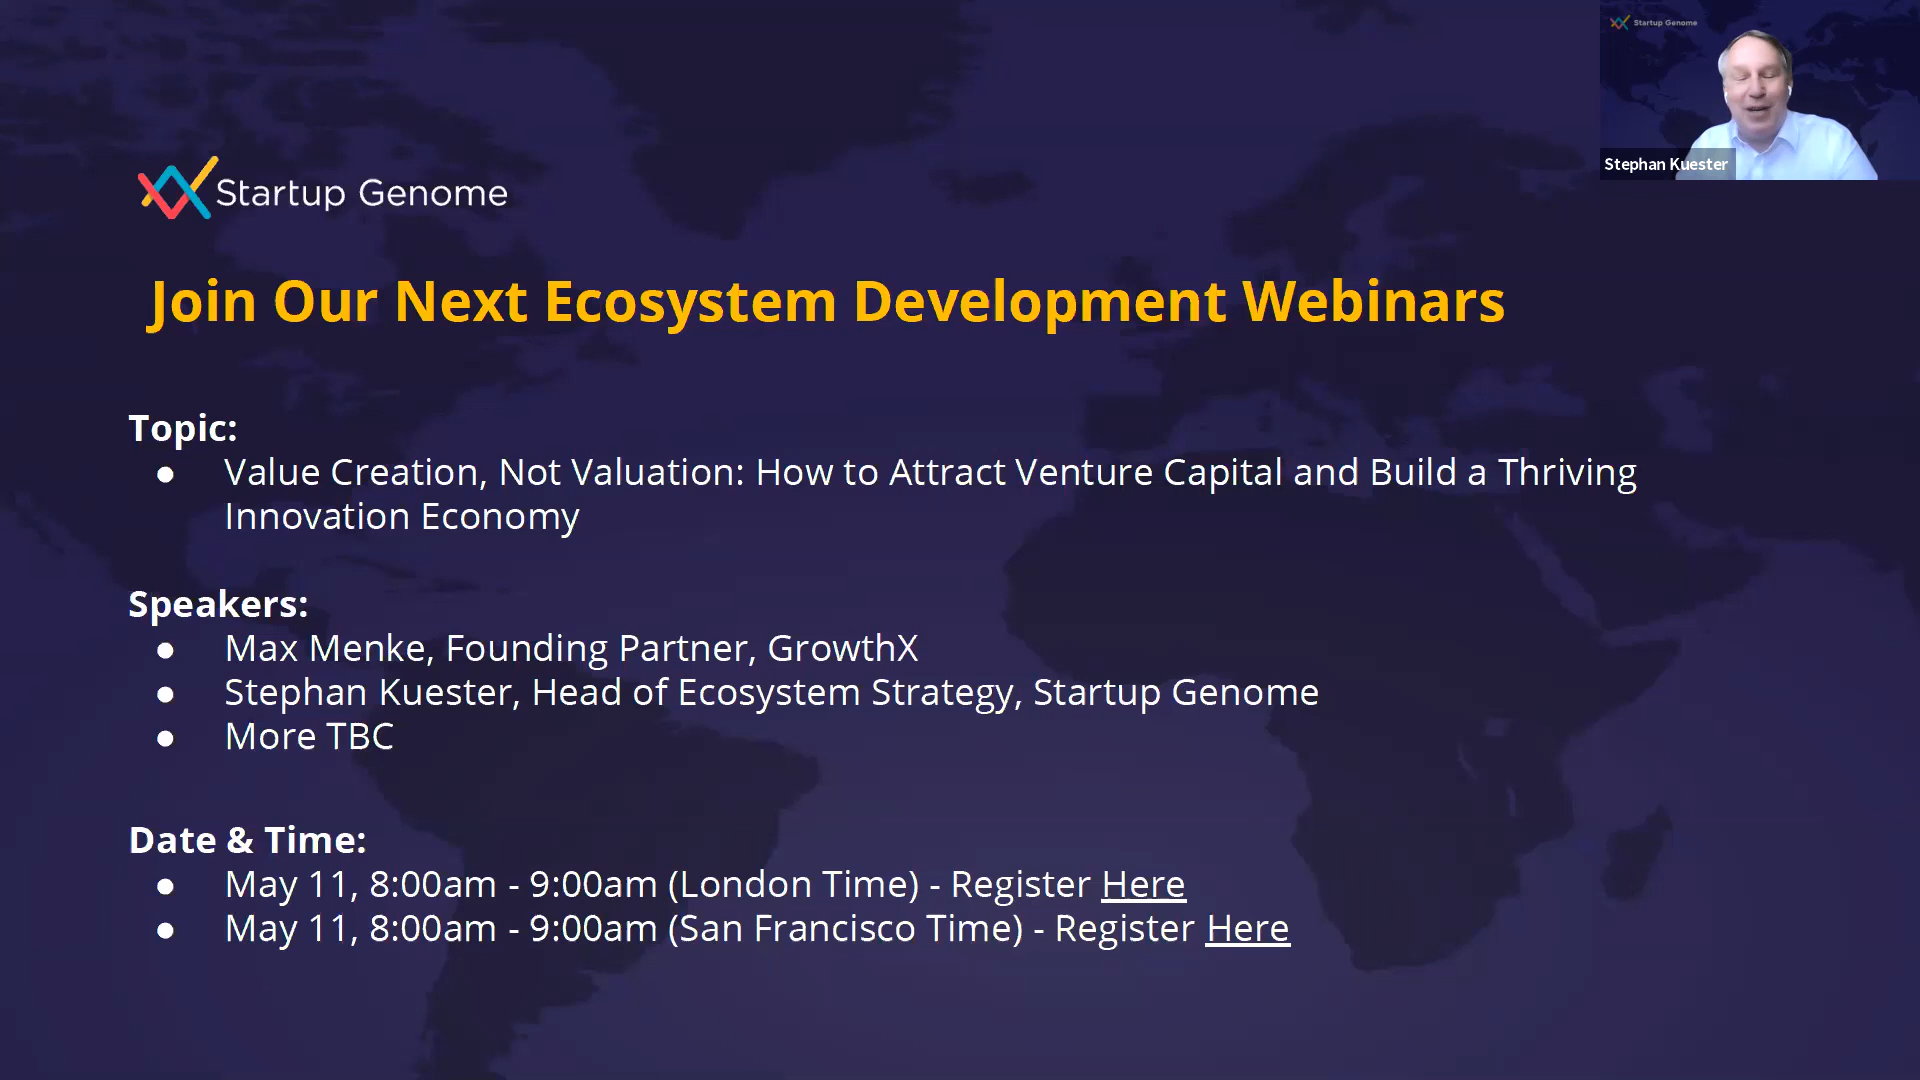 Startup Genome
Stephan Kuester
Startup Genome
Join Our Next Ecosystem Development Webinars
Topic:
● Value Creation, Not Valuation: How to Attract Venture Capital and Build a Thriving
Innovation Economy
Speakers:
● Max Menke, Founding Partner, GrowthX
● Stephan Kuester, Head of Ecosystem Strategy, Startup Genome
● More TBC
Date & Time:
● May 11, 8:00am - 9:00am (London Time) - Register Here
● May 11, 8:00am - 9:00am (San Francisco Time) - Register Here